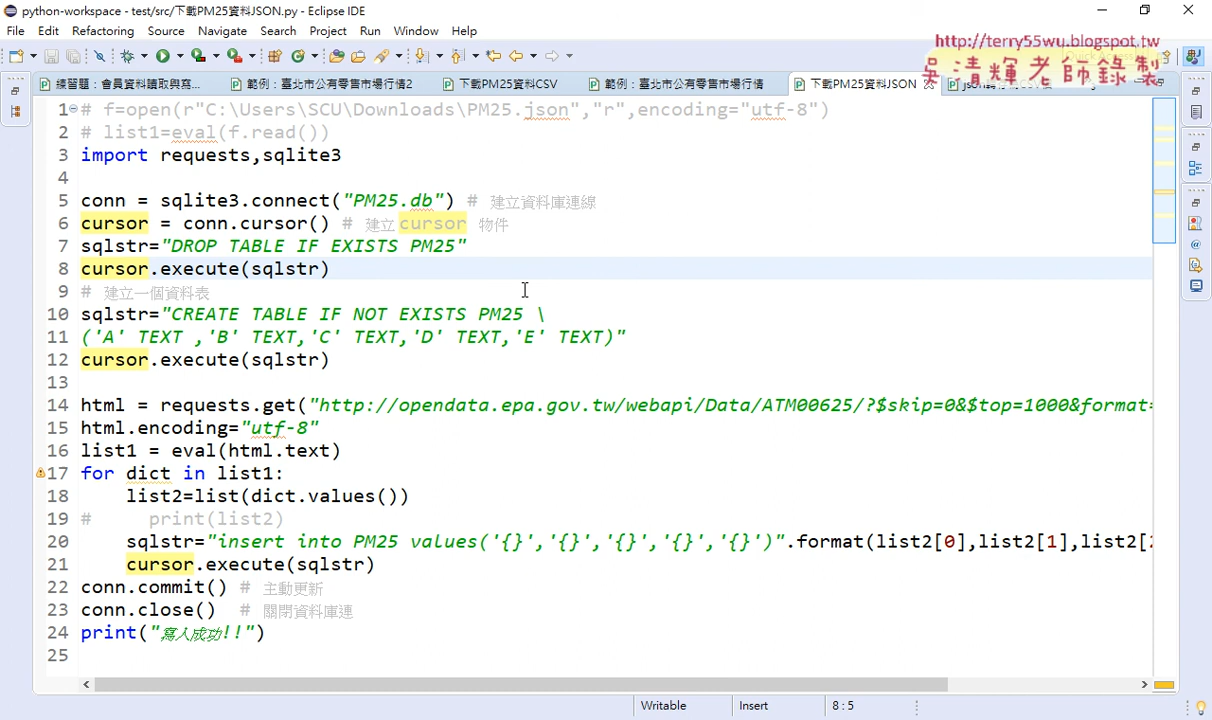 python-workspace - test/src/下載PM25資料JSON.py - Eclipse IDE
File Edit Refactoring Source Search Project Run Window Help
http://terry55wu.blogspot.tw
吳清輝老師錄製
練習題：會員資料讀取與寫... 範例：臺北市公有零售市場行情2 下載PM25資料CSV 範例：臺北市公有零售市場行情 下載PM25資料JSON
1 # f=open(r"C:\Users\SCU\Downloads\PM25.json","r",encoding="utf-8")
2 # list1=eval(f.read())
3 import requests,sqlite3
4
5 conn = sqlite3.connect("PM25.db") # 建立資料庫連線
6 cursor = conn.cursor() # 建立 cursor 物件
7 sqlstr="DROP TABLE IF EXISTS PM25"
8 cursor.execute(sqlstr)
9 # 建立一個資料表
10 sqlstr="CREATE TABLE IF NOT EXISTS PM25 \
11 ('A' TEXT ,'B' TEXT,'C' TEXT,'D' TEXT,'E' TEXT)"
12 cursor.execute(sqlstr)
13
14 html = requests.get("http://opendata.epa.gov.tw/webapi/Data/ATM00625/?$skip=0&$top=1000&format=
15 html.encoding="utf-8"
16 list1 = eval(html.text)
17 for dict in list1:
18 list2=list(dict.values())
19 # print(list2)
20 sqlstr="insert into PM25 values('{}','{}','{}','{}','{}')".format(list2[0],list2[1],list2[
21 cursor.execute(sqlstr)
22 conn.commit() # 主動更新
23 conn.close() # 關閉資料庫連
24 print("寫入成功!!")
25
Writable Insert 8 : 5